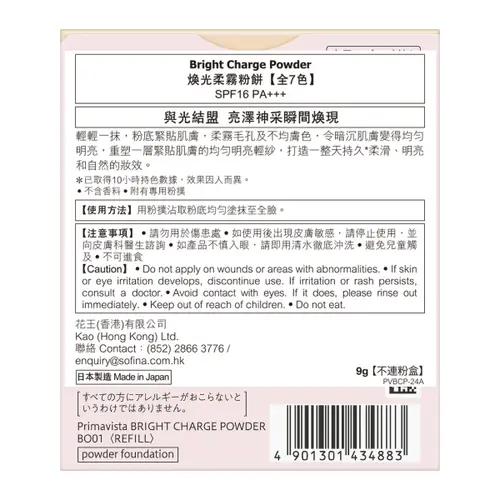 Bright Charge Powder
煥光柔霧粉餅【全7色】
SPF16 PA+++
與光結盟 亮澤神采瞬間煥現
輕輕一抹，粉底緊貼肌膚，柔霧毛孔及不均膚色，令暗沉肌膚變得均勻
明亮，重塑一層緊貼肌膚的均勻明亮輕紗，打造一整天持久*柔滑、明亮
和自然的妝效。
＊已取得10小時持色數據，效果因人而異。
• 不含香料 • 附有專用粉撲
【使用方法】用粉撲沾取粉底均勻塗抹至全臉。
【注意事項】 • 請勿用於傷患處 • 如使用後出現皮膚敏感，請停止使用，並
向皮膚科醫生諮詢 • 如產品不慎入眼，請即用清水徹底沖洗 • 避免兒童觸
及 • 不可進食
【Caution】 • Do not apply on wounds or areas with abnormalities. • If skin
or eye irritation develops, discontinue use. If irritation or rash persists,
consult a doctor. • Avoid contact with eyes. If it does, please rinse out
immediately. • Keep out of reach of children. • Do not eat.
花王(香港)有限公司
Kao (Hong Kong) Ltd.
聯絡 Contact：(852) 2866 3776 /
enquiry@sofina.com.hk
日本製造 Made in Japan
9g【不連粉盒】
PVBCP-24A
すべての方にアレルギーがおこらないと
いうわけではありません。
Primavista BRIGHT CHARGE POWDER
BO01〈REFILL〉
powder foundation
4 901301 434883